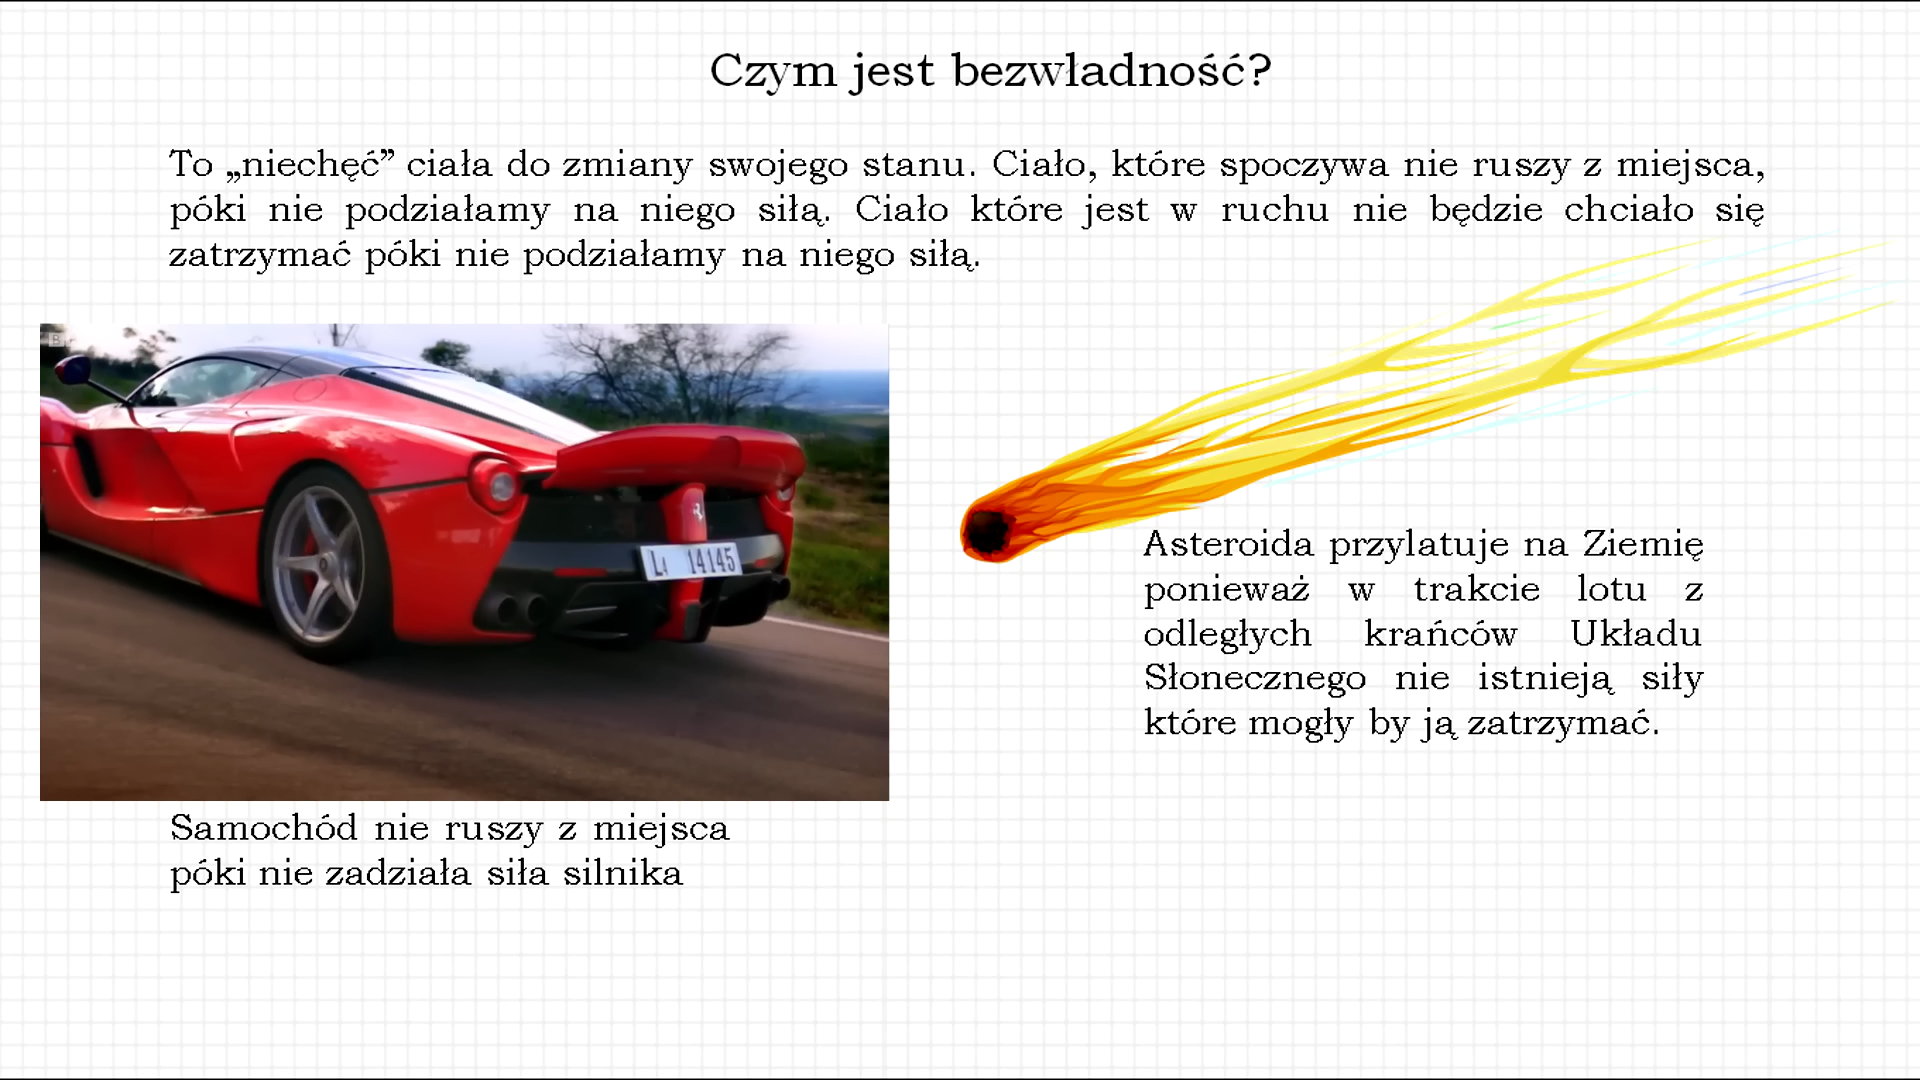 Czym jest bezwładność?
To „niechęć” ciała do zmiany swojego stanu. Ciało, które spoczywa nie ruszy z miejsca,
póki nie podziałamy na niego siłą. Ciało które jest w ruchu nie będzie chciało się
zatrzymać póki nie podziałamy na niego siłą.
14145
Asteroida przylatuje na Ziemię
ponieważ w trakcie lotu z
odległych krańców Układu
Słonecznego nie istnieją siły
które mogły by ją zatrzymać.
Samochód nie ruszy z miejsca
póki nie zadziała siła silnika